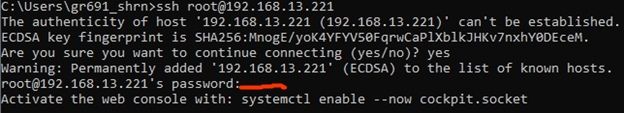 C:\Users\gr691_shrn>ssh root@192.168.13.221
The authenticity of host '192.168.13.221 (192.168.13.221)' can't be established.
ECDSA key fingerprint is SHA256:MnogE/yoK4YFYV50FqrwCaPlXblkJHKv7nxhY0DEceM.
Are you sure you want to continue connecting (yes/no)? yes
Warning: Permanently added '192.168.13.221' (ECDSA) to the list of known hosts.
root@192.168.13.221's password:
Activate the web console with: systemctl enable --now cockpit.socket